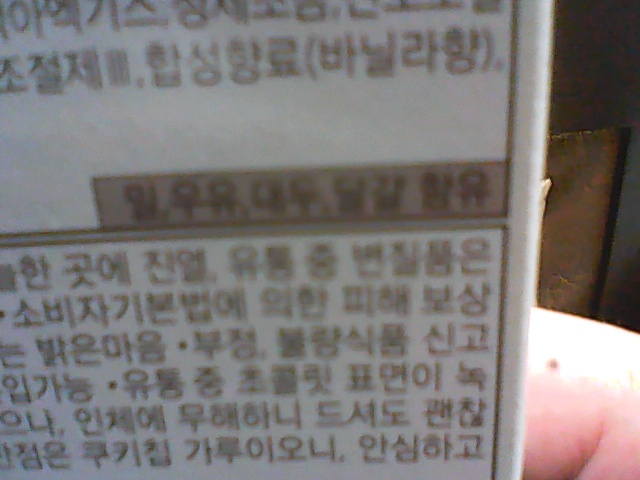 조절제Ⅲ,합성향료(바닐라향),
밀,우유,대두,달걀 함유
늘한 곳에 진열, 유통 중 변질품은
•소비자기본법에 의한 피해 보상
는 밝은마음 •부정, 불량식품 신고
입가능 •유통 중 초콜릿 표면이 녹
으나, 인체에 무해하니 드셔도 괜찮
반점은 쿠키칩 가루이오니, 안심하고